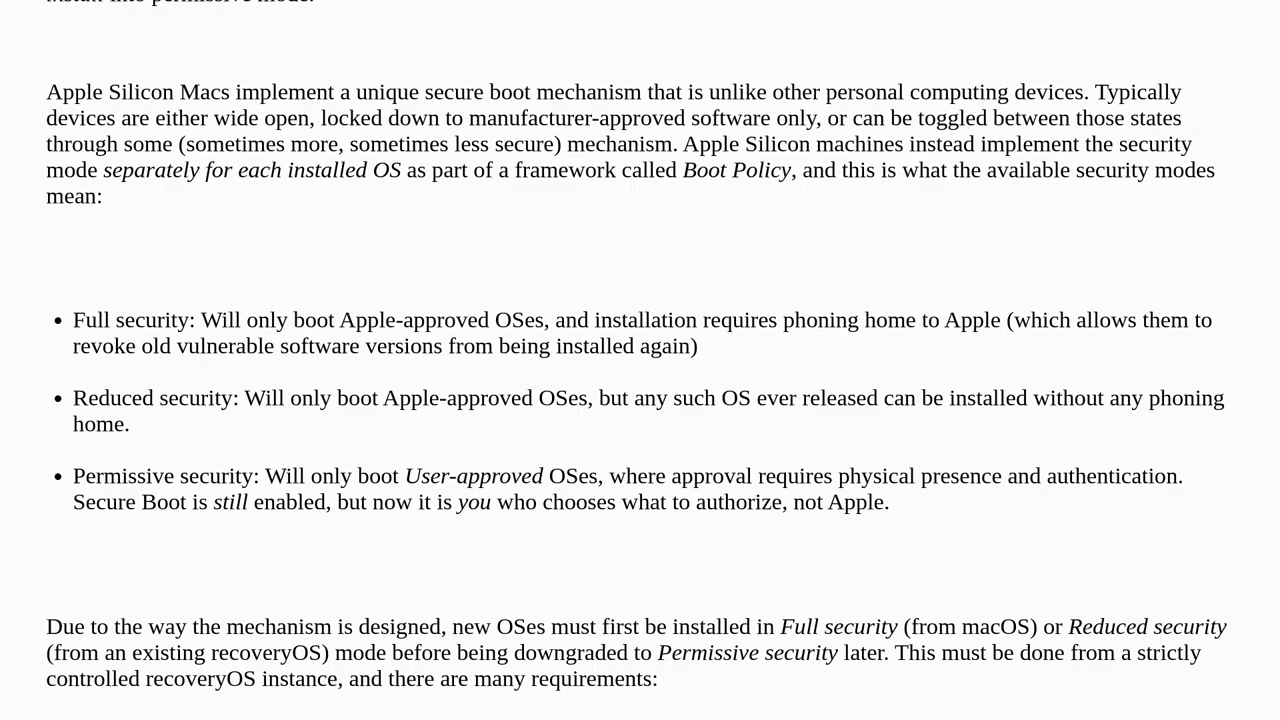 Apple Silicon Macs implement a unique secure boot mechanism that is unlike other personal computing devices. Typically
devices are either wide open, locked down to manufacturer-approved software only, or can be toggled between those states
through some (sometimes more, sometimes less secure) mechanism. Apple Silicon machines instead implement the security
mode separately for each installed OS as part of a framework called Boot Policy, and this is what the available security modes
mean:
• Full security: Will only boot Apple-approved OSes, and installation requires phoning home to Apple (which allows them to
revoke old vulnerable software versions from being installed again)
• Reduced security: Will only boot Apple-approved OSes, but any such OS ever released can be installed without any phoning
home.
• Permissive security: Will only boot User-approved OSes, where approval requires physical presence and authentication.
Secure Boot is still enabled, but now it is you who chooses what to authorize, not Apple.
Due to the way the mechanism is designed, new OSes must first be installed in Full security (from macOS) or Reduced security
(from an existing recoveryOS) mode before being downgraded to Permissive security later. This must be done from a strictly
controlled recoveryOS instance, and there are many requirements: